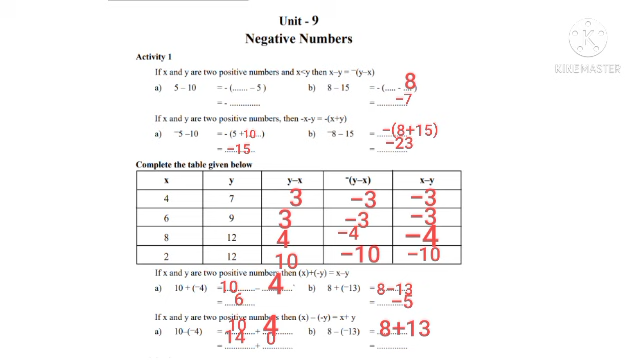 Unit - 9
Negative Numbers
KINEMASTER
Activity 1
If x and y are two positive numbers and x<y then x–y = ⁻(y–x)
a) 5 – 10 = - (....... – 5 ) b) 8 – 15 = - (..... - 8 )
= - .............. = –7
If x and y are two positive numbers, then -x-y = -(x+y)
a) ⁻5 –10 = - (5 +10...) b) ⁻8 – 15 = –(8+15)
= –15 = –23
Complete the table given below
x y y–x ⁻(y–x) x–y
4 7 3 –3 –3
6 9 3 –3 –3
8 12 4 –4 –4
2 12 10 –10 –10
If x and y are two positive numbers then (x)+(-y) = x–y
a) 10 + (⁻4) = 10 – 4 b) 8 + (⁻13) = 8–13
= 6 = –5
If x and y are two positive numbers then (x) – (-y) = x+ y
a) 10–(⁻4) = 10 + 4 b) 8 – (⁻13) = 8+13
= 14 + 0 = ..............